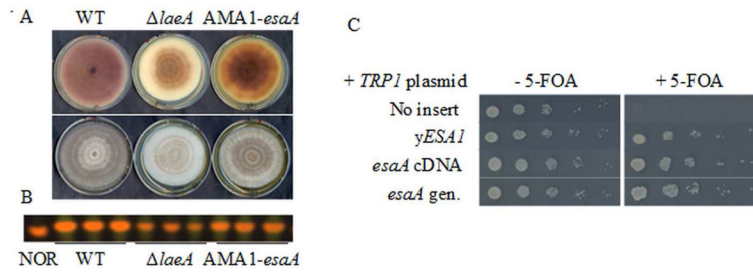 A
WT ΔlaeA AMA1-esaA
B
NOR WT ΔlaeA AMA1-esaA
C
+ TRP1 plasmid - 5-FOA + 5-FOA
No insert
yESA1
esaA cDNA
esaA gen.